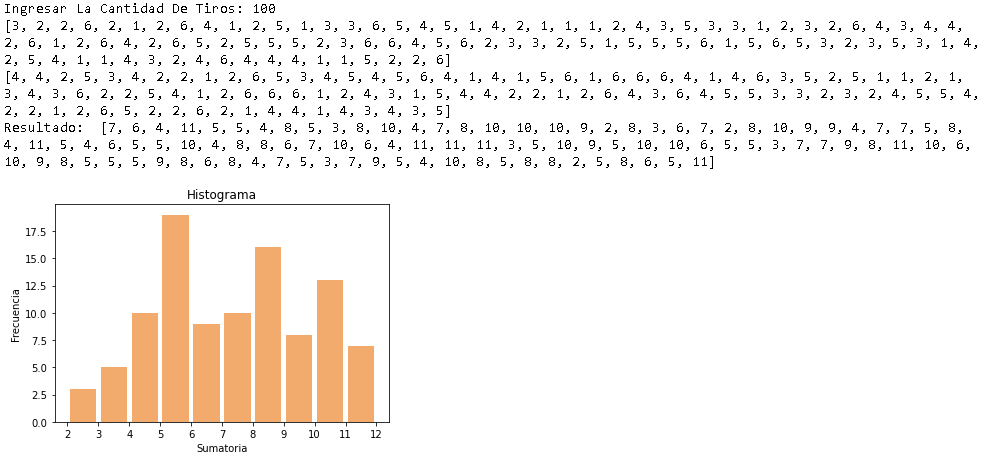 Ingresar La Cantidad De Tiros: 100
[3, 2, 2, 6, 2, 1, 2, 6, 4, 1, 2, 5, 1, 3, 3, 6, 5, 4, 5, 1, 4, 2, 1, 1, 1, 2, 4, 3, 5, 3, 3, 1, 2, 3, 2, 6, 4, 3, 4, 4,
2, 6, 1, 2, 6, 4, 2, 6, 5, 2, 5, 5, 5, 2, 3, 6, 6, 4, 5, 6, 2, 3, 3, 2, 5, 1, 5, 5, 5, 6, 1, 5, 6, 5, 3, 2, 3, 5, 3, 1, 4,
2, 5, 4, 1, 1, 4, 3, 2, 4, 6, 4, 4, 4, 1, 1, 5, 2, 2, 6]
[4, 4, 2, 5, 3, 4, 2, 2, 1, 2, 6, 5, 3, 4, 5, 4, 5, 6, 4, 1, 4, 1, 5, 6, 1, 6, 6, 6, 4, 1, 4, 6, 3, 5, 2, 5, 1, 1, 2, 1,
3, 4, 3, 6, 2, 2, 5, 4, 1, 2, 6, 6, 6, 1, 2, 4, 3, 1, 5, 4, 4, 2, 2, 1, 2, 6, 4, 3, 6, 4, 5, 5, 3, 3, 2, 3, 2, 4, 5, 5, 4,
2, 2, 1, 2, 6, 5, 2, 2, 6, 2, 1, 4, 4, 1, 4, 3, 4, 3, 5]
Resultado:  [7, 6, 4, 11, 5, 5, 4, 8, 5, 3, 8, 10, 4, 7, 8, 10, 10, 10, 9, 2, 8, 3, 6, 7, 2, 8, 10, 9, 9, 4, 7, 7, 5, 8,
4, 11, 5, 4, 6, 5, 5, 10, 4, 8, 8, 6, 7, 10, 6, 4, 11, 11, 11, 3, 5, 10, 9, 5, 10, 10, 6, 5, 5, 3, 7, 7, 9, 8, 11, 10, 6,
10, 9, 8, 5, 5, 5, 9, 8, 6, 8, 4, 7, 5, 3, 7, 9, 5, 4, 10, 8, 5, 8, 8, 2, 5, 8, 6, 5, 11]
Histograma
17.5
15.0
12.5
10.0
7.5
5.0
2.5
0.0
Frecuencia
2 3 4 5 6 7 8 9 10 11 12
Sumatoria